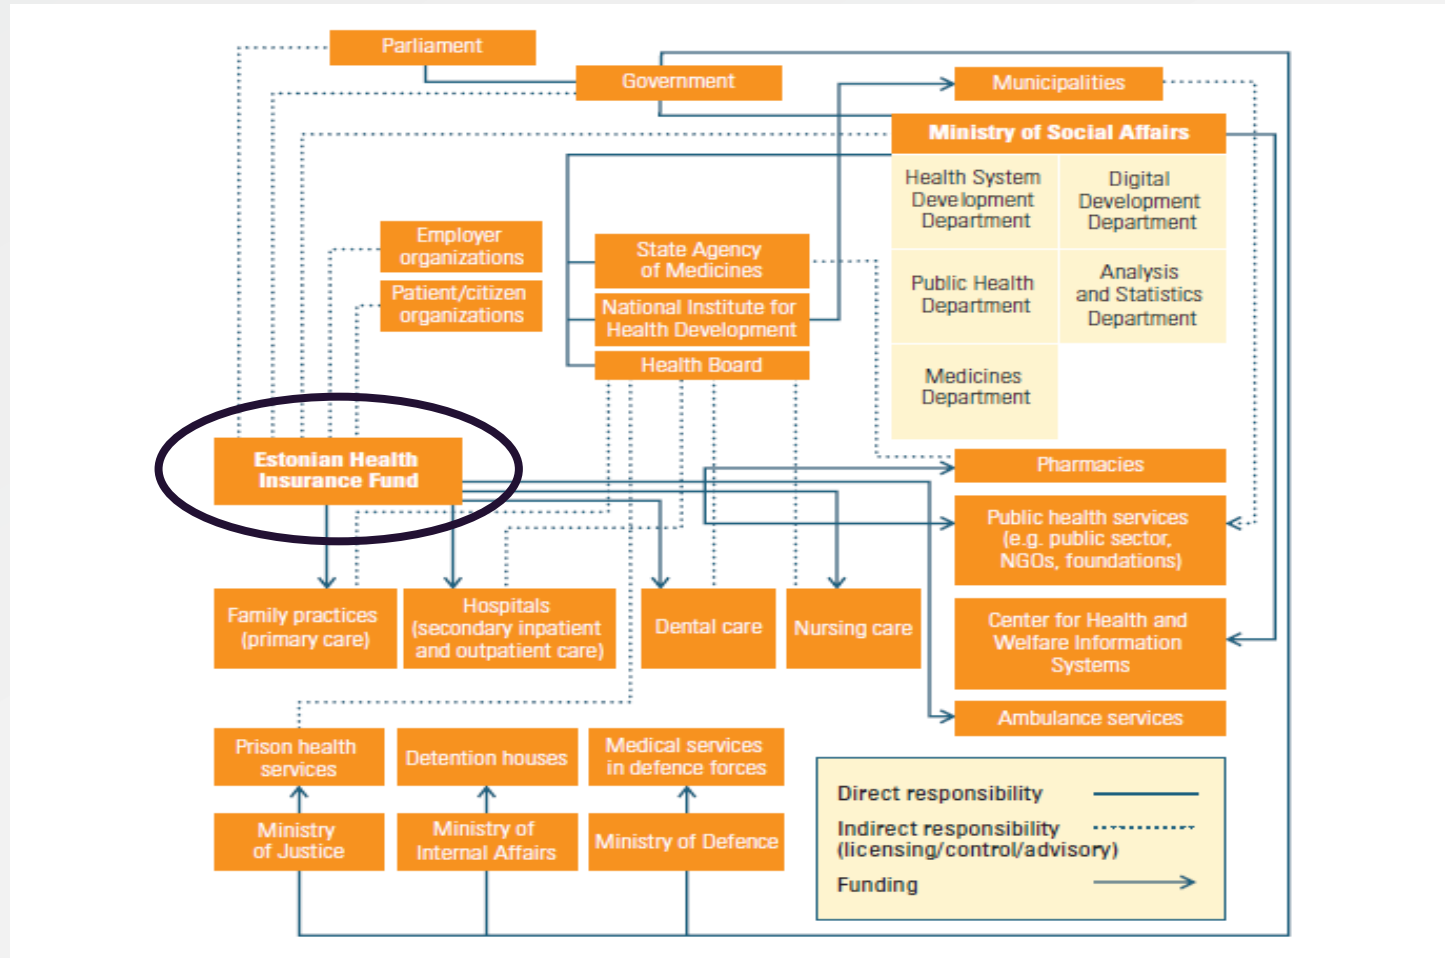 Parliament
Government
Municipalities
Ministry of Social Affairs
Health System
Development
Department
Digital
Development
Department
Public Health
Department
Analysis
and Statistics
Department
Medicines
Department
Employer
organizations
Patient/citizen
organizations
State Agency
of Medicines
National Institute for
Health Development
Health Board
Estonian Health
Insurance Fund
Pharmacies
Public health services
(e.g. public sector,
NGOs, foundations)
Family practices
(primary care)
Hospitals
(secondary inpatient
and outpatient care)
Dental care
Nursing care
Center for Health and
Welfare Information
Systems
Ambulance services
Prison health
services
Detention houses
Medical services
in defence forces
Ministry
of Justice
Ministry of
Internal Affairs
Ministry of Defence
Direct responsibility
Indirect responsibility
(licensing/control/advisory)
Funding